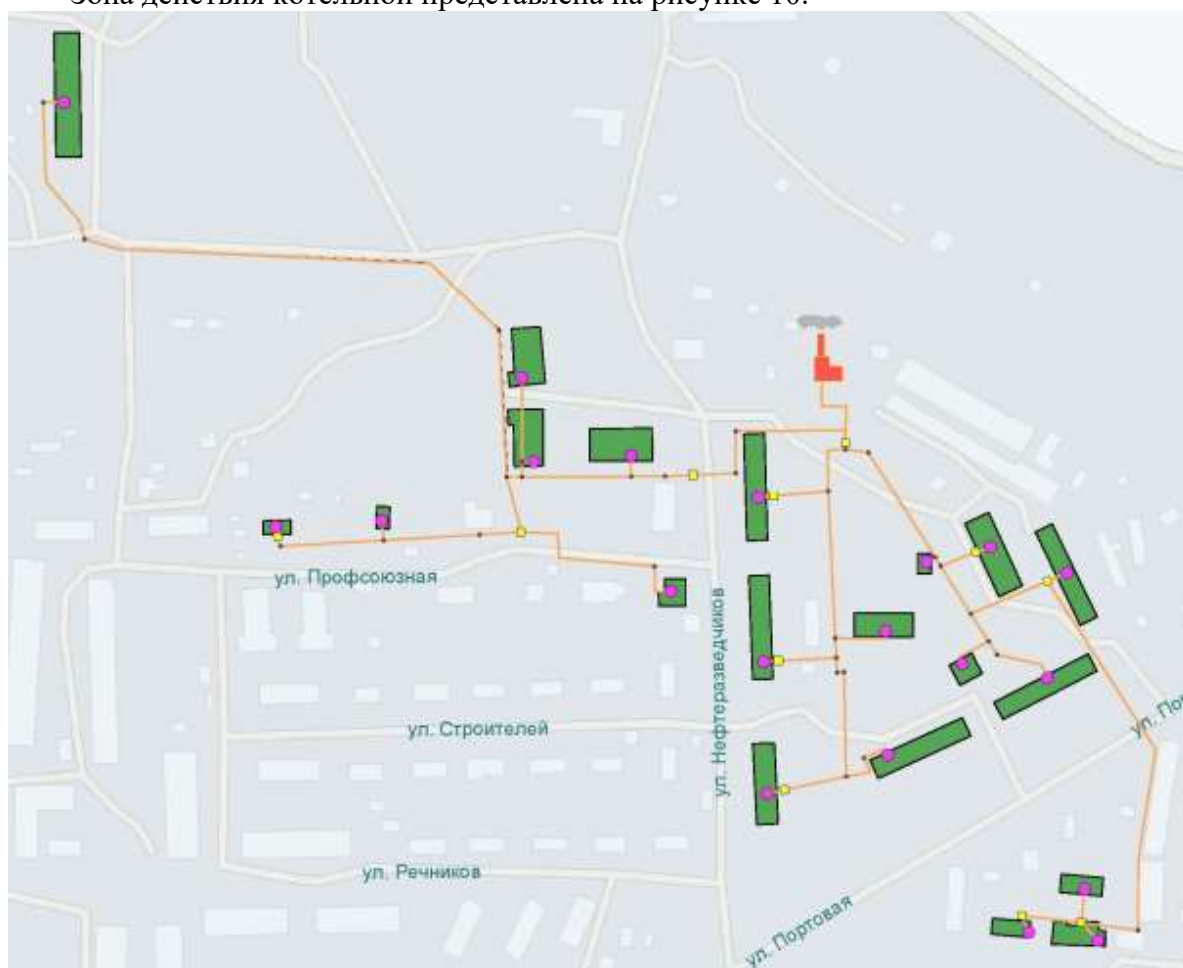 Зона действия котельной представлена на рисунке 10.
ул. Профсоюзная
ул. Нефтеразведчиков
ул. Строителей
ул. По
ул. Речников
ул. Портовая